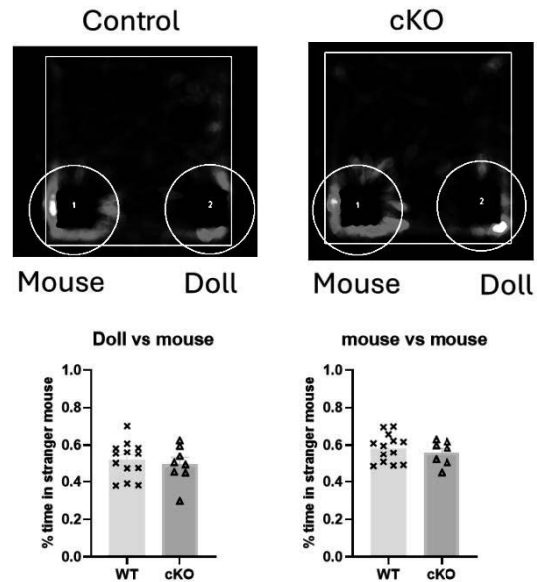 Control cKO
1 2 1 2
Mouse Doll Mouse Doll
Doll vs mouse mouse vs mouse
% time in stranger mouse
1.0
0.8
0.6
0.4
0.2
0.0
WT cKO
% time in stranger mouse
1.0
0.8
0.6
0.4
0.2
0.0
WT cKO